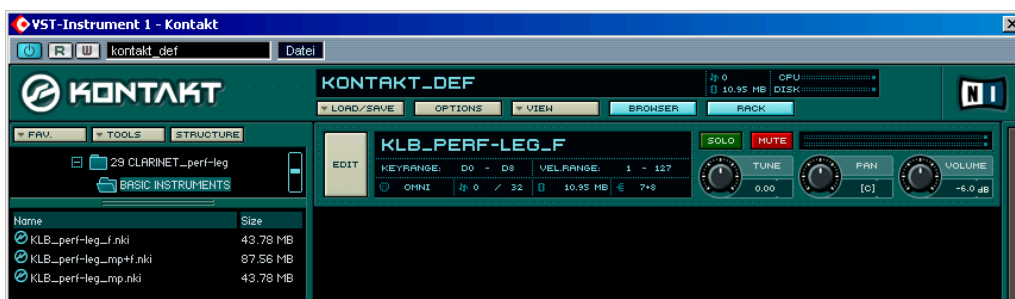 VST-Instrument 1 - Kontakt
R W kontakt_def Datei
KONTAKT
KONTAKT_DEF
0 CPU
10.95 MB DISK
NI
LOAD/SAVE OPTIONS VIEW BROWSER RACK
FAV. TOOLS STRUCTURE
29 CLARINET_perf-leg
BASIC INSTRUMENTS
Name Size
KLB_perf-leg_f.nki 43.78 MB
KLB_perf-leg_mp+f.nki 87.56 MB
KLB_perf-leg_mp.nki 43.78 MB
EDIT
KLB_PERF-LEG_F
KEYRANGE: D0 - D8 VEL.RANGE: 1 - 127
OMNI 0 / 32 10.95 MB 7+8
SOLO MUTE
TUNE PAN VOLUME
0.00 [C] -6.0 dB